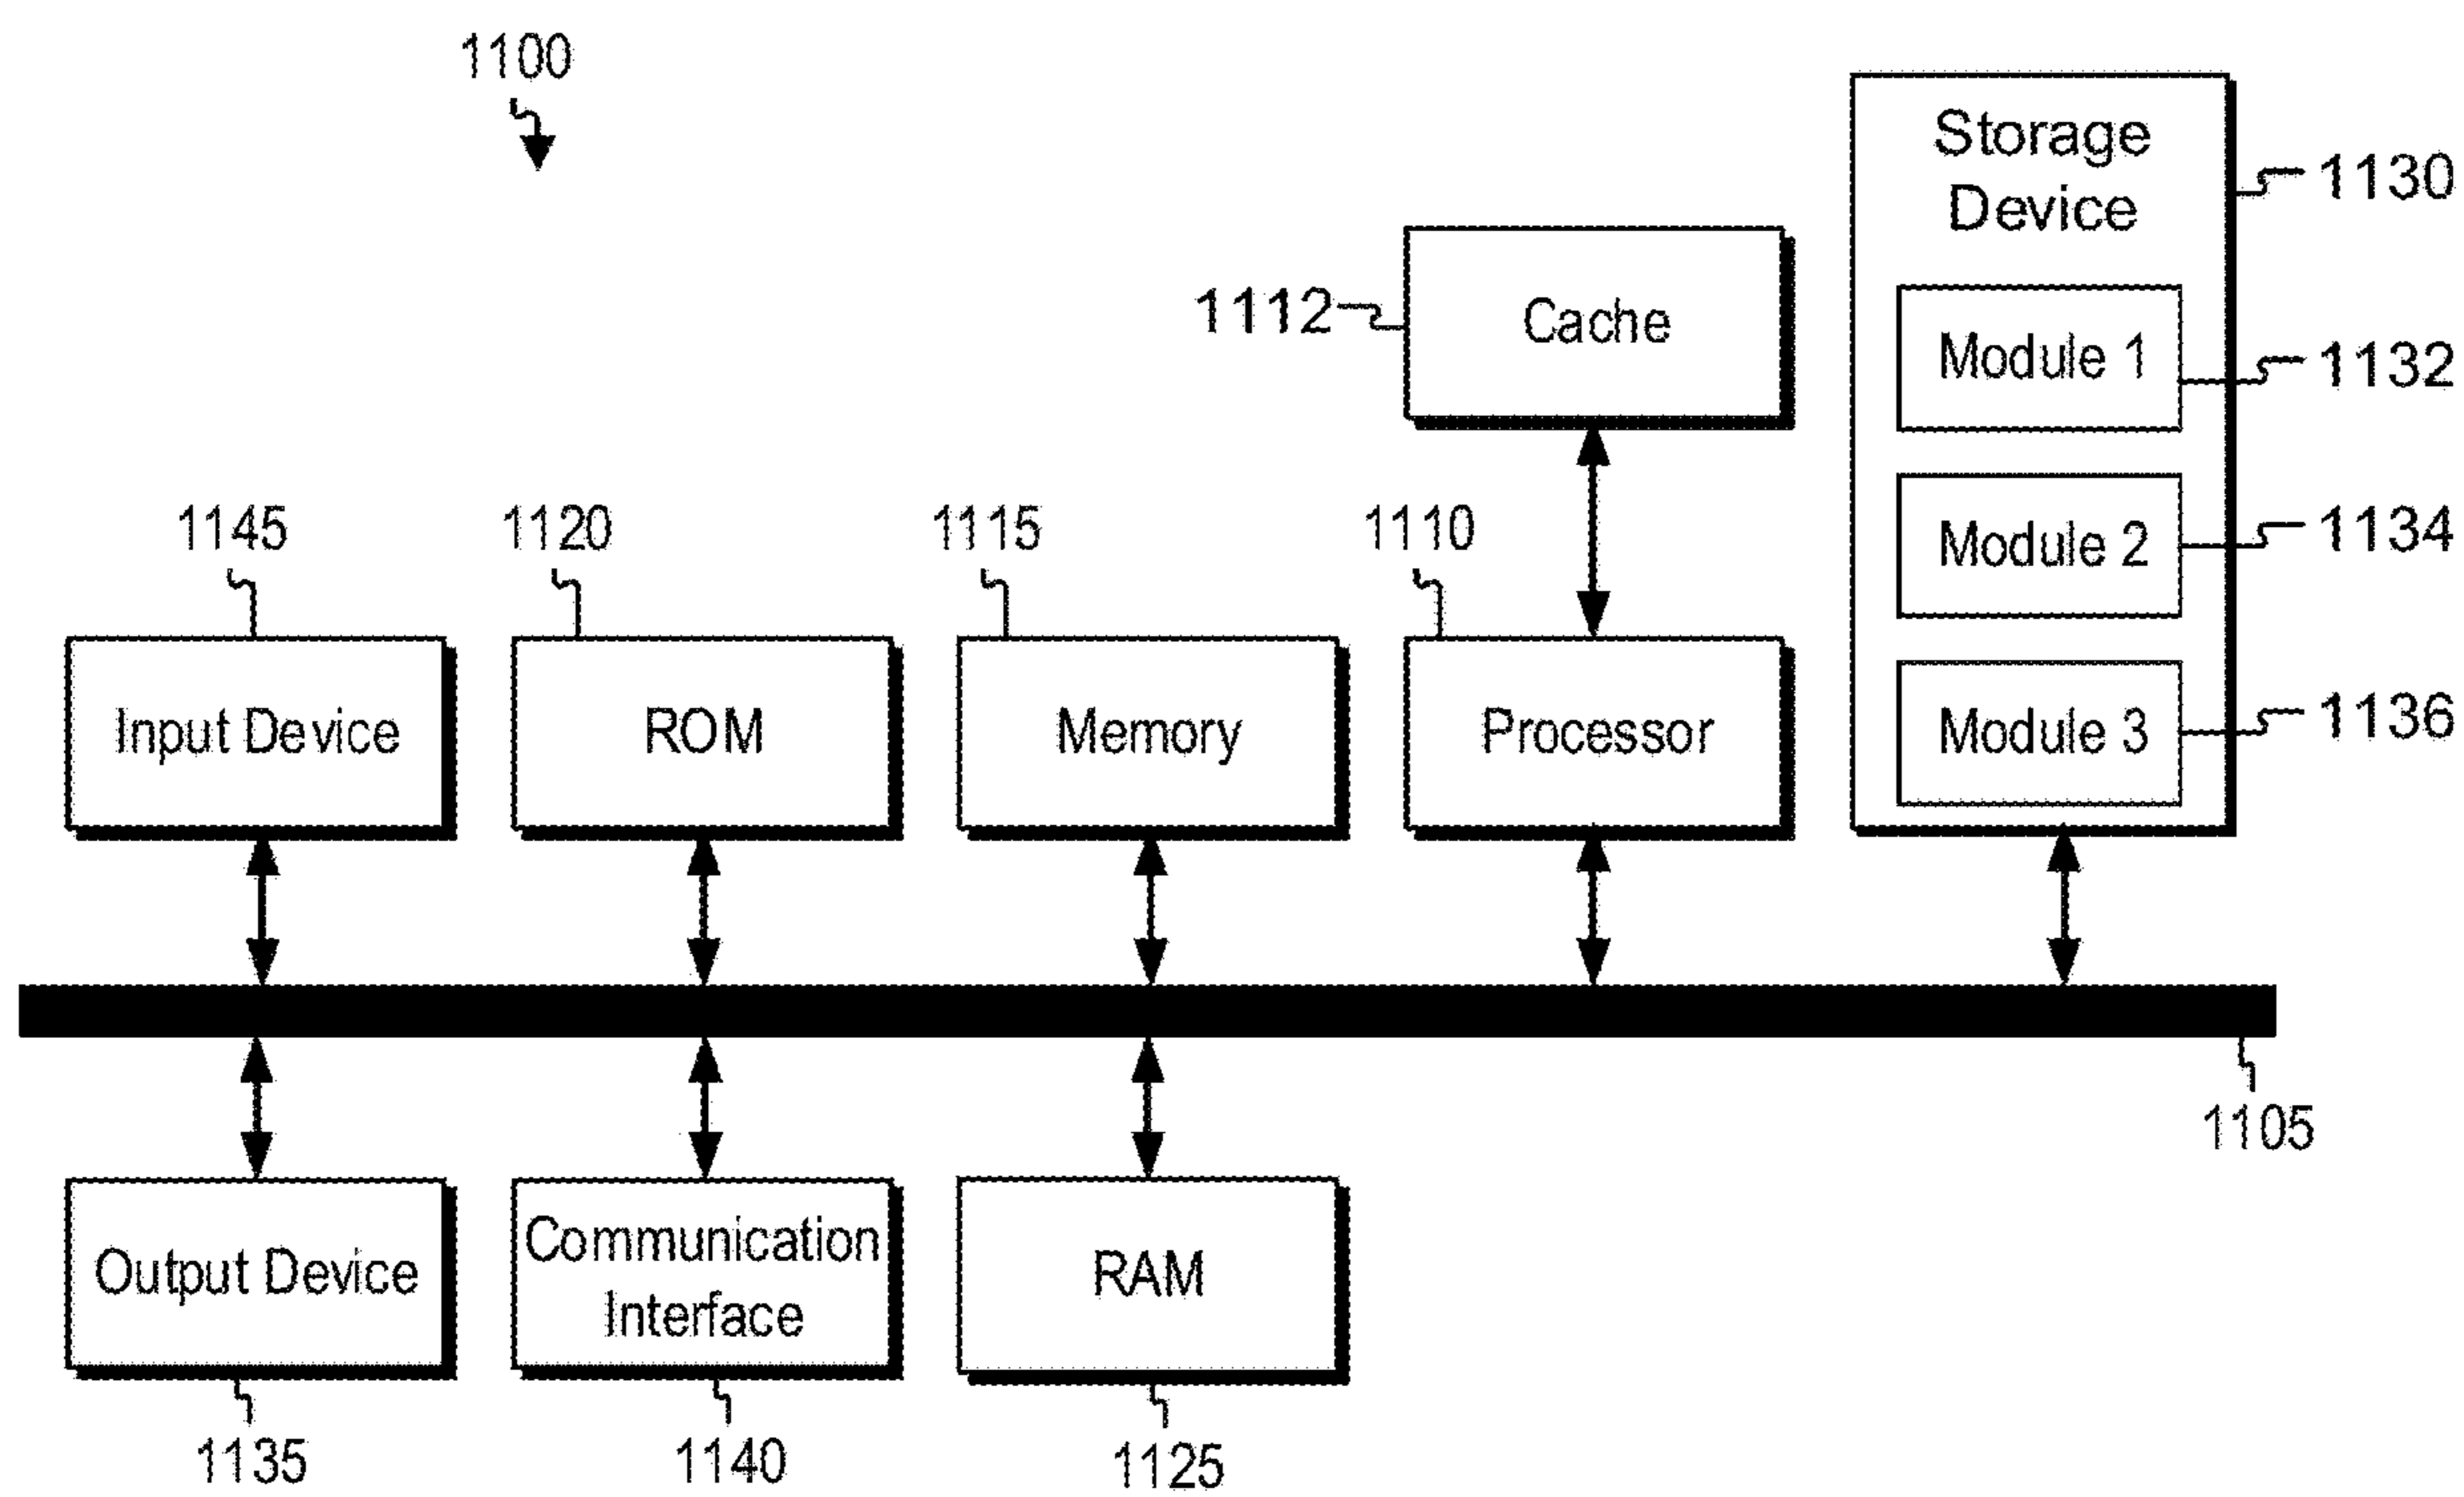 1100
Storage
Device
1130
1112
Cache
Module 1
1132
1145
1120
1115
1110
Module 2
1134
Input Device
ROM
Memory
Processor
Module 3
1136
1105
Output Device
Communication
Interface
RAM
1135
1140
1125